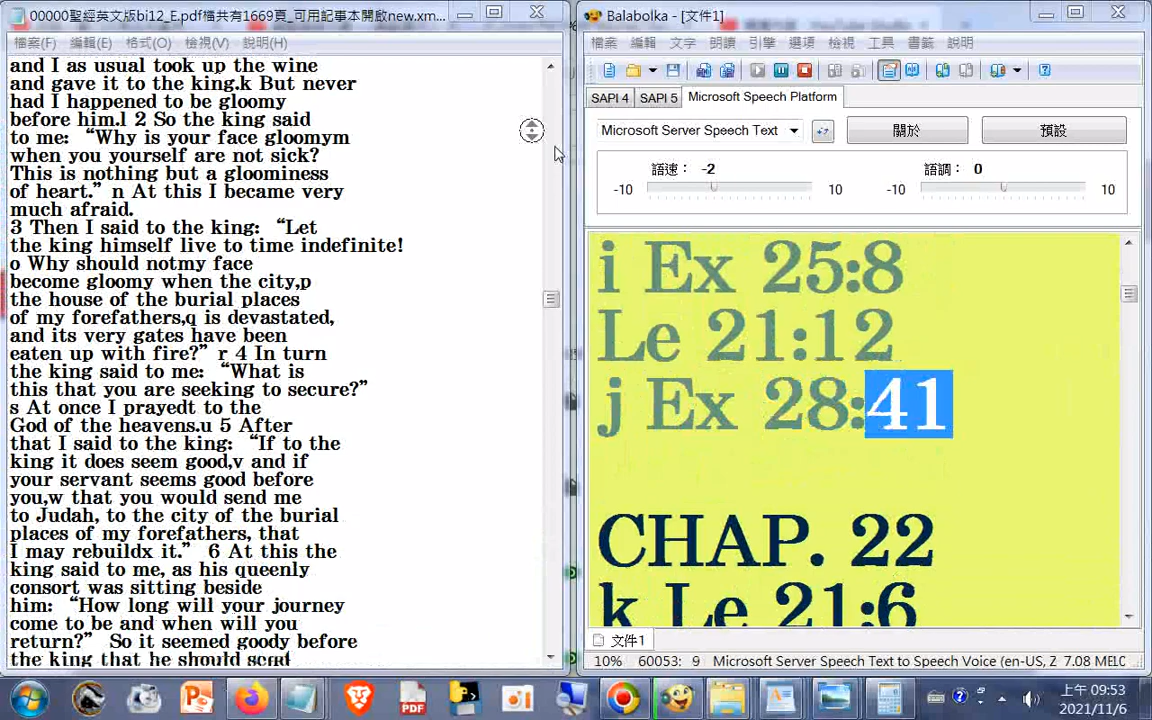 00000聖經英文版bi12_E.pdf檔共有1669頁_可用記事本開啟new.xm...
檔案(F) 編輯(E) 格式(O) 檢視(V) 說明(H)
and I as usual took up the wine
and gave it to the king.k But never
had I happened to be gloomy
before him.l 2 So the king said
to me: “Why is your face gloomym
when you yourself are not sick?
This is nothing but a gloominess
of heart.” n At this I became very
much afraid.
3 Then I said to the king: “Let
the king himself live to time indefinite!
o Why should notmy face
become gloomy when the city,p
the house of the burial places
of my forefathers,q is devastated,
and its very gates have been
eaten up with fire?” r 4 In turn
the king said to me: “What is
this that you are seeking to secure?”
s At once I prayedt to the
God of the heavens.u 5 After
that I said to the king: “If to the
king it does seem good,v and if
your servant seems good before
you,w that you would send me
to Judah, to the city of the burial
places of my forefathers, that
I may rebuildx it.” 6 At this the
king said to me, as his queenly
consort was sitting beside
him: “How long will your journey
come to be and when will you
return?” So it seemed goody before
the king that he should send
Balabolka - [文件1]
檔案 編輯 文字 朗讀 引擎 選項 檢視 工具 書籤 說明
SAPI 4 SAPI 5 Microsoft Speech Platform
Microsoft Server Speech Text 關於 預設
語速： -2 語調： 0
-10 10 -10 10
i Ex 25:8
Le 21:12
j Ex 28:41
CHAP. 22
k Le 21:6
文件1
10% 60053: 9 Microsoft Server Speech Text to Speech Voice (en-US, Z 7.08 MELO
上午 09:53
2021/11/6